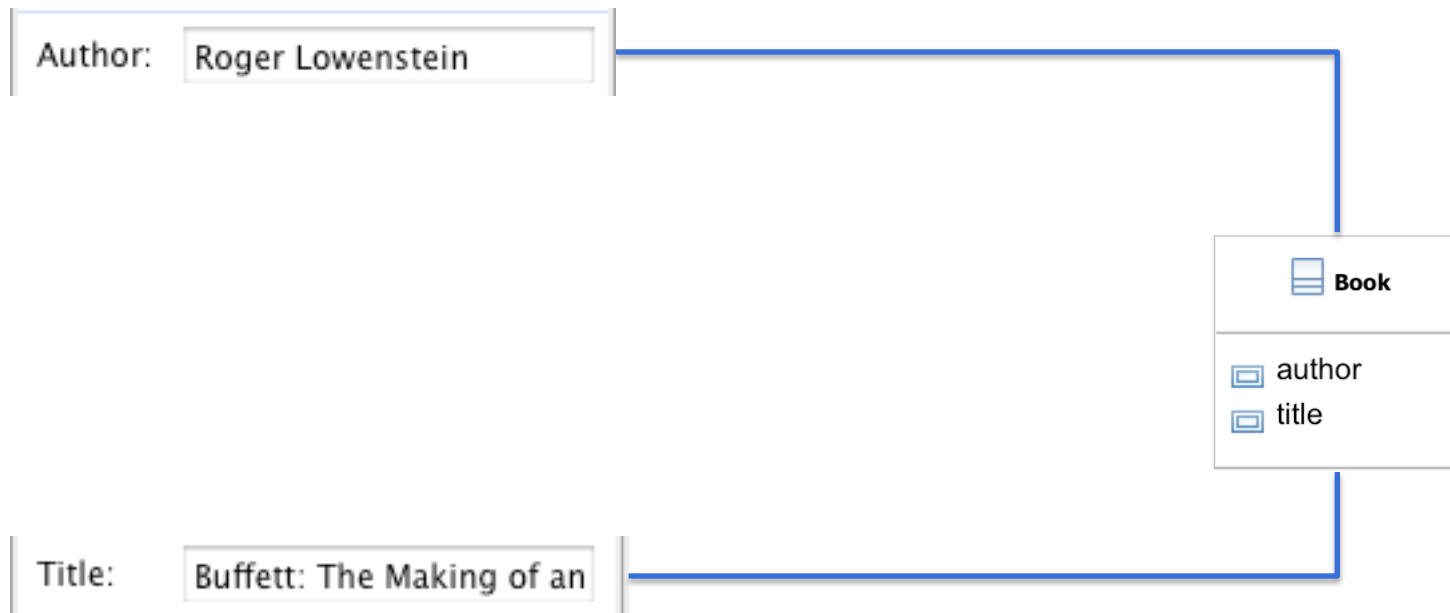 Author: Roger Lowenstein
Book
author
title
Title: Buffett: The Making of an